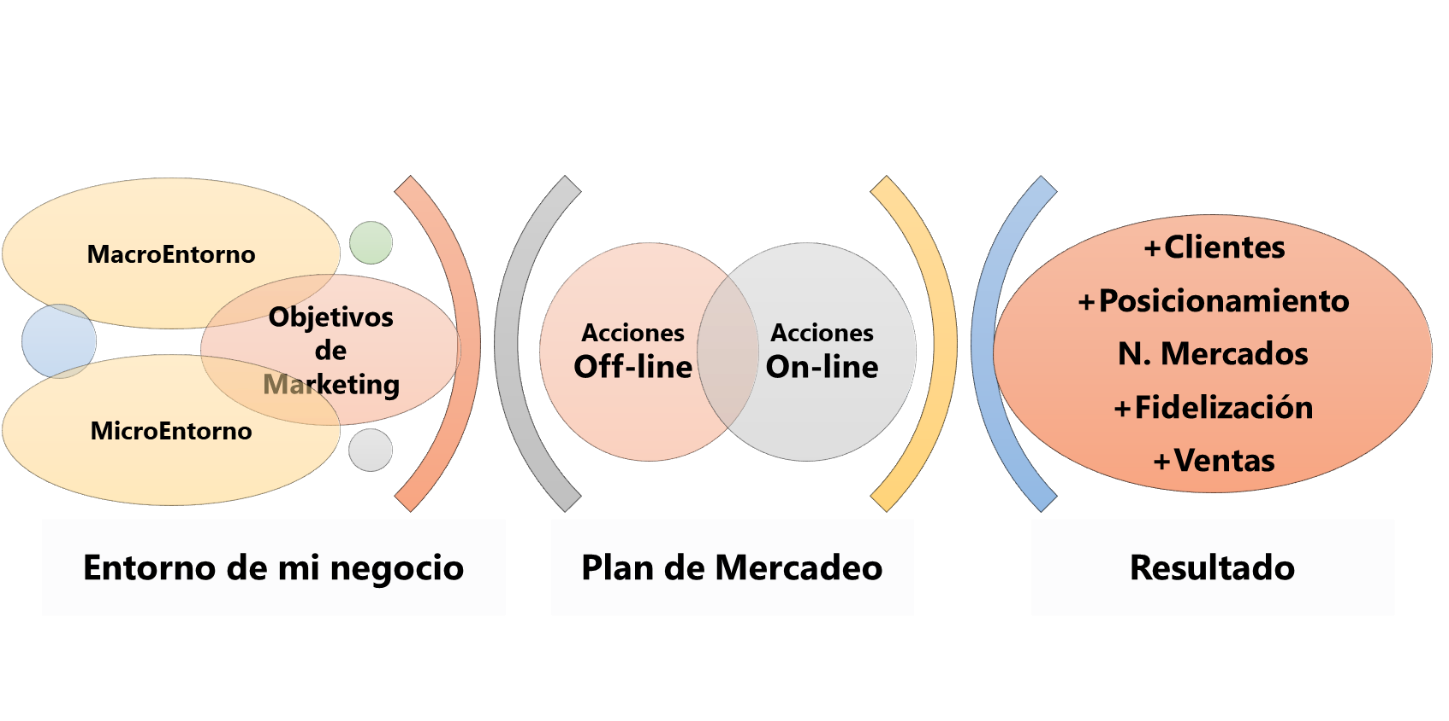 MacroEntorno
Objetivos
de
Marketing
MicroEntorno
Entorno de mi negocio
Acciones
Off-line
Acciones
On-line
Plan de Mercadeo
+Clientes
+Posicionamiento
N. Mercados
+Fidelización
+Ventas
Resultado